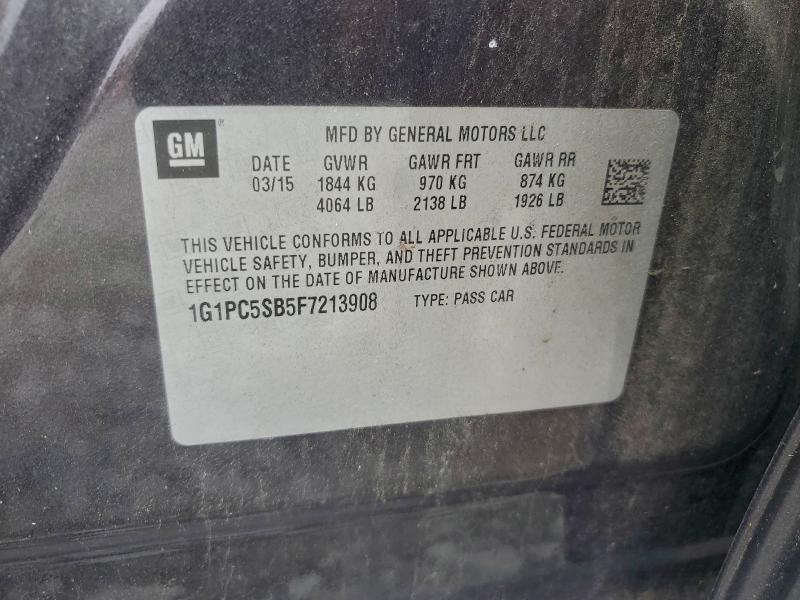 GM
MFD BY GENERAL MOTORS LLC
DATE GVWR GAWR FRT GAWR RR
03/15 1844 KG 970 KG 874 KG
4064 LB 2138 LB 1926 LB
THIS VEHICLE CONFORMS TO ALL APPLICABLE U.S. FEDERAL MOTOR
VEHICLE SAFETY, BUMPER, AND THEFT PREVENTION STANDARDS IN
EFFECT ON THE DATE OF MANUFACTURE SHOWN ABOVE.
1G1PC5SB5F7213908 TYPE: PASS CAR